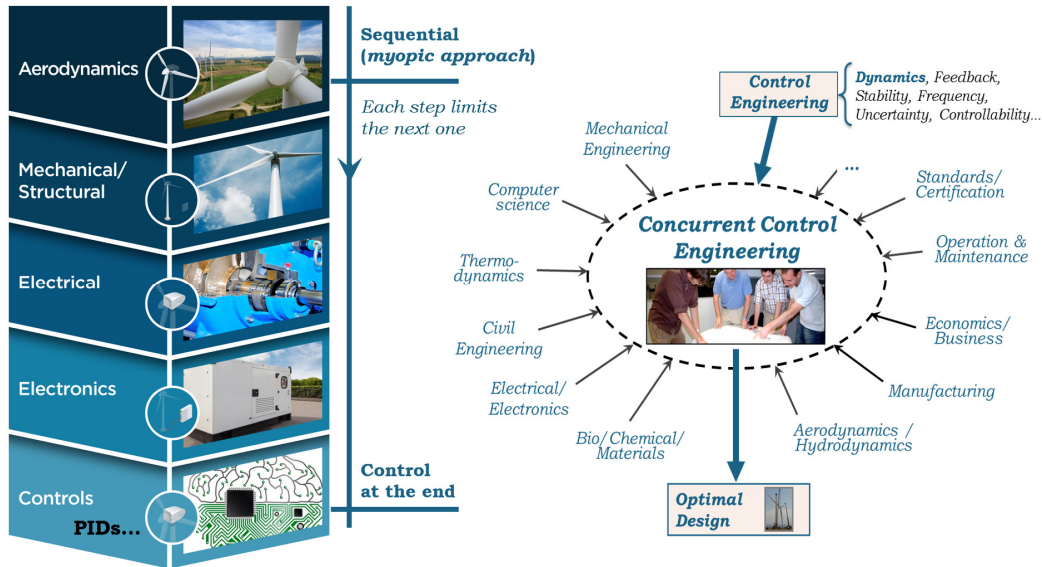 Aerodynamics
Mechanical/
Structural
Electrical
Electronics
Controls
PIDs...
Sequential
(myopic approach)
Each step limits
the next one
Control
at the end
Control
Engineering
Dynamics, Feedback,
Stability, Frequency,
Uncertainty, Controllability...
Mechanical
Engineering
Computer
science
Thermo-
dynamics
Civil
Engineering
Electrical/
Electronics
Bio/Chemical/
Materials
Aerodynamics /
Hydrodynamics
Manufacturing
Economics/
Business
Operation &
Maintenance
Standards/
Certification
...
Concurrent Control
Engineering
Optimal
Design